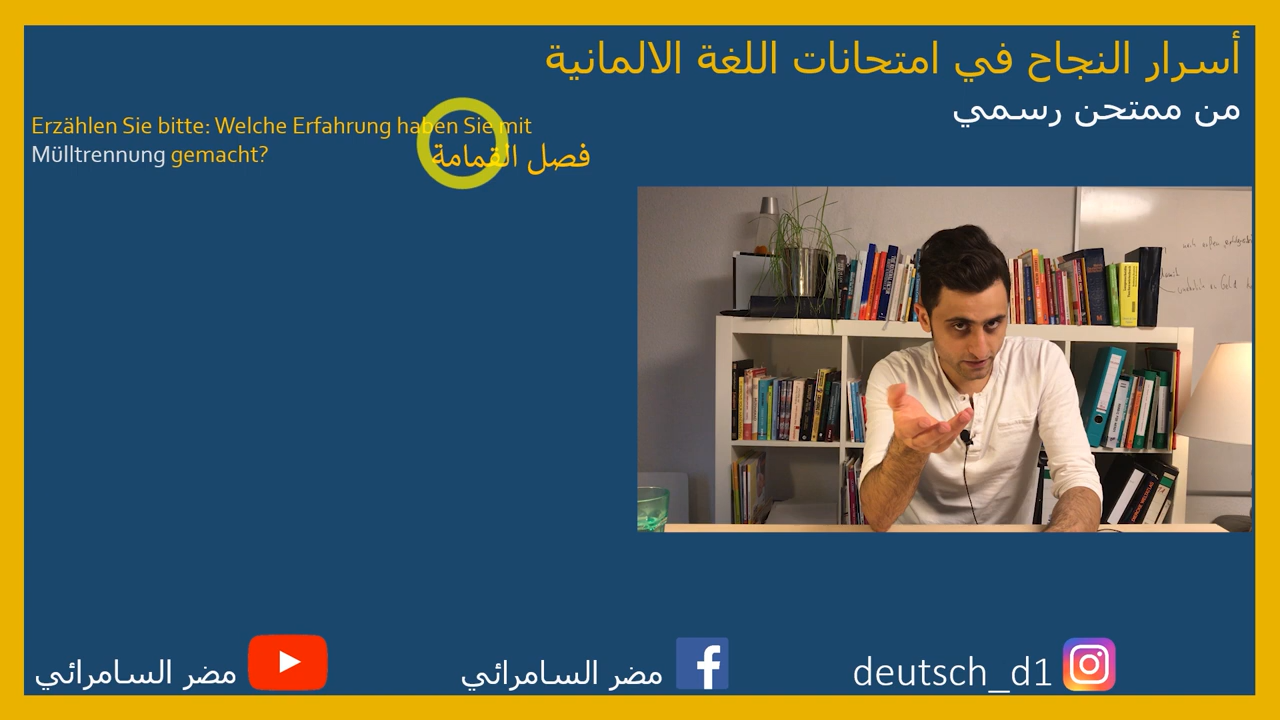 أسرار النجاح في امتحانات اللغة الالمانية
من ممتحن رسمي
Erzählen Sie bitte: Welche Erfahrung haben Sie mit
Mülltrennung gemacht?
فصل القمامة
مضر السامرائي
مضر السامرائي
deutsch_d1